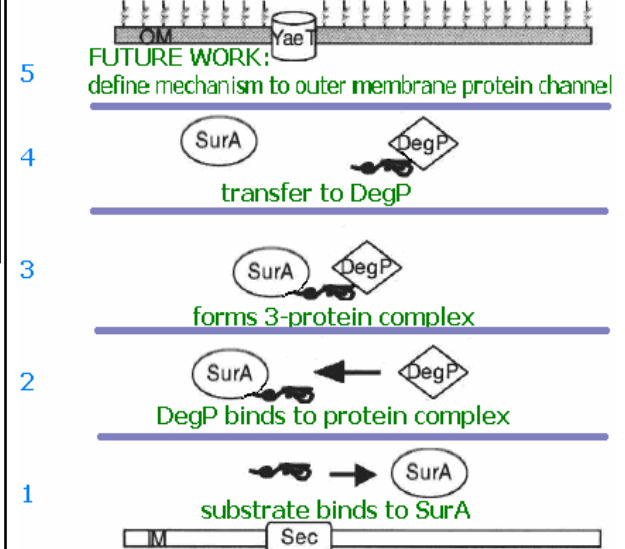 OM YaeT
FUTURE WORK:
5
define mechanism to outer membrane protein channel
SurA DegP
4
transfer to DegP
3
SurA DegP
forms 3-protein complex
SurA DegP
2
DegP binds to protein complex
SurA
1
substrate binds to SurA
IM Sec